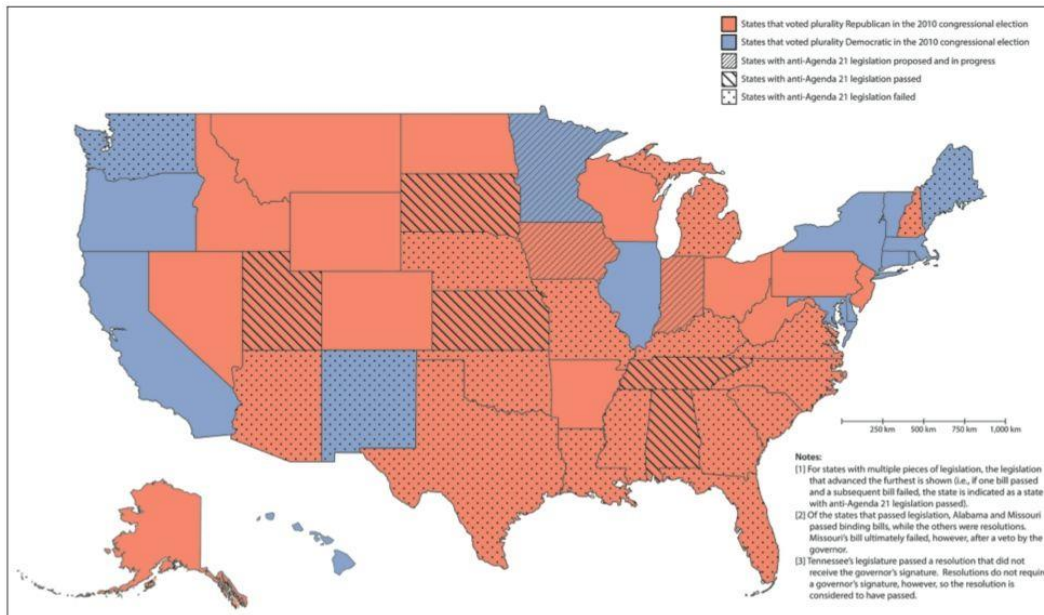 States that voted plurality Republican in the 2010 congressional election
States that voted plurality Democratic in the 2010 congressional election
States with anti-Agenda 21 legislation proposed and in progress
States with anti-Agenda 21 legislation passed
States with anti-Agenda 21 legislation failed
250 km 500 km 750 km 1,000 km
Notes:
[1] For states with multiple pieces of legislation, the legislation
that advanced the furthest is shown (i.e., if one bill passed
and a subsequent bill failed, the state is indicated as a state
with anti-Agenda 21 legislation passed).
[2] Of the states that passed legislation, Alabama and Missouri
passed binding bills, while the others were resolutions.
Missouri's bill ultimately failed, however, after a veto by the
governor.
[3] Tennessee's legislature passed a resolution that did not
receive the governor's signature. Resolutions do not requir
a governor's signature, however, so the resolution is
considered to have passed.